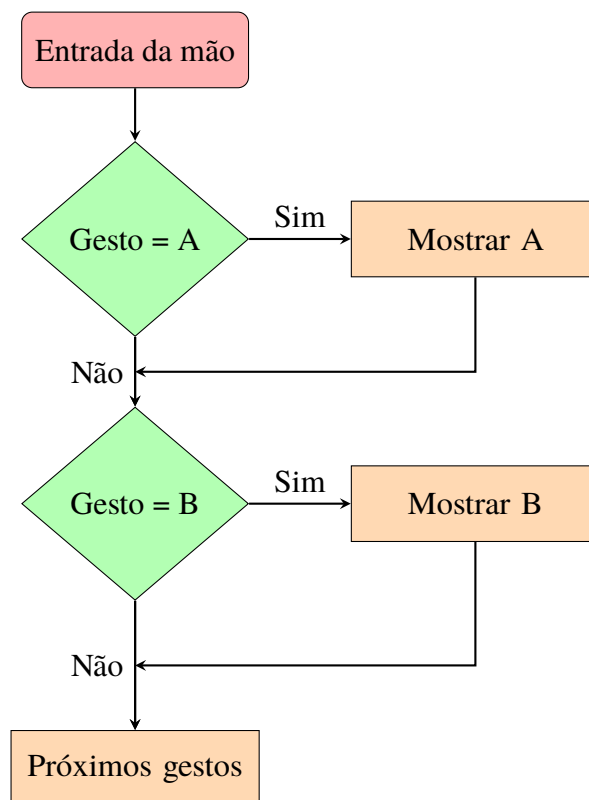 Entrada da mão
Gesto = A
Sim
Mostrar A
Não
Gesto = B
Sim
Mostrar B
Não
Próximos gestos